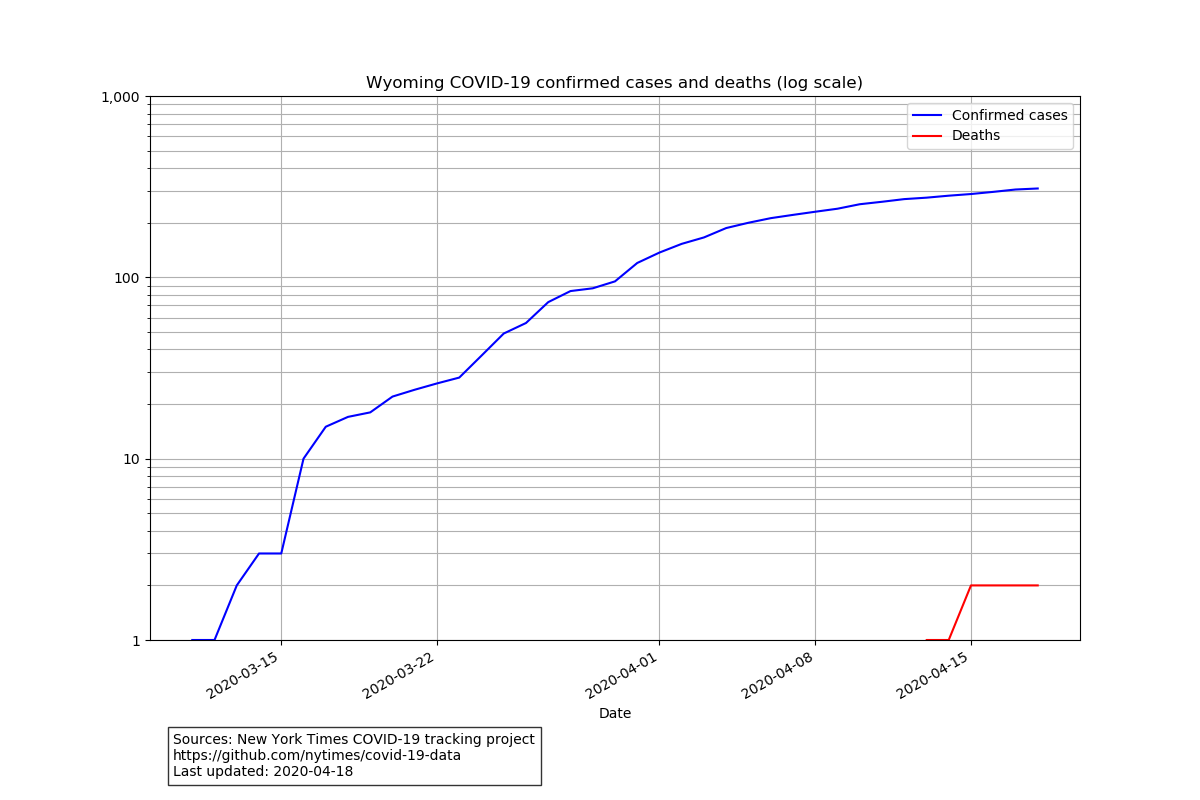 Wyoming COVID-19 confirmed cases and deaths (log scale)
1,000
100
10
1
Confirmed cases
Deaths
2020-03-15
2020-03-22
2020-04-01
2020-04-08
2020-04-15
Date
Sources: New York Times COVID-19 tracking project
https://github.com/nytimes/covid-19-data
Last updated: 2020-04-18